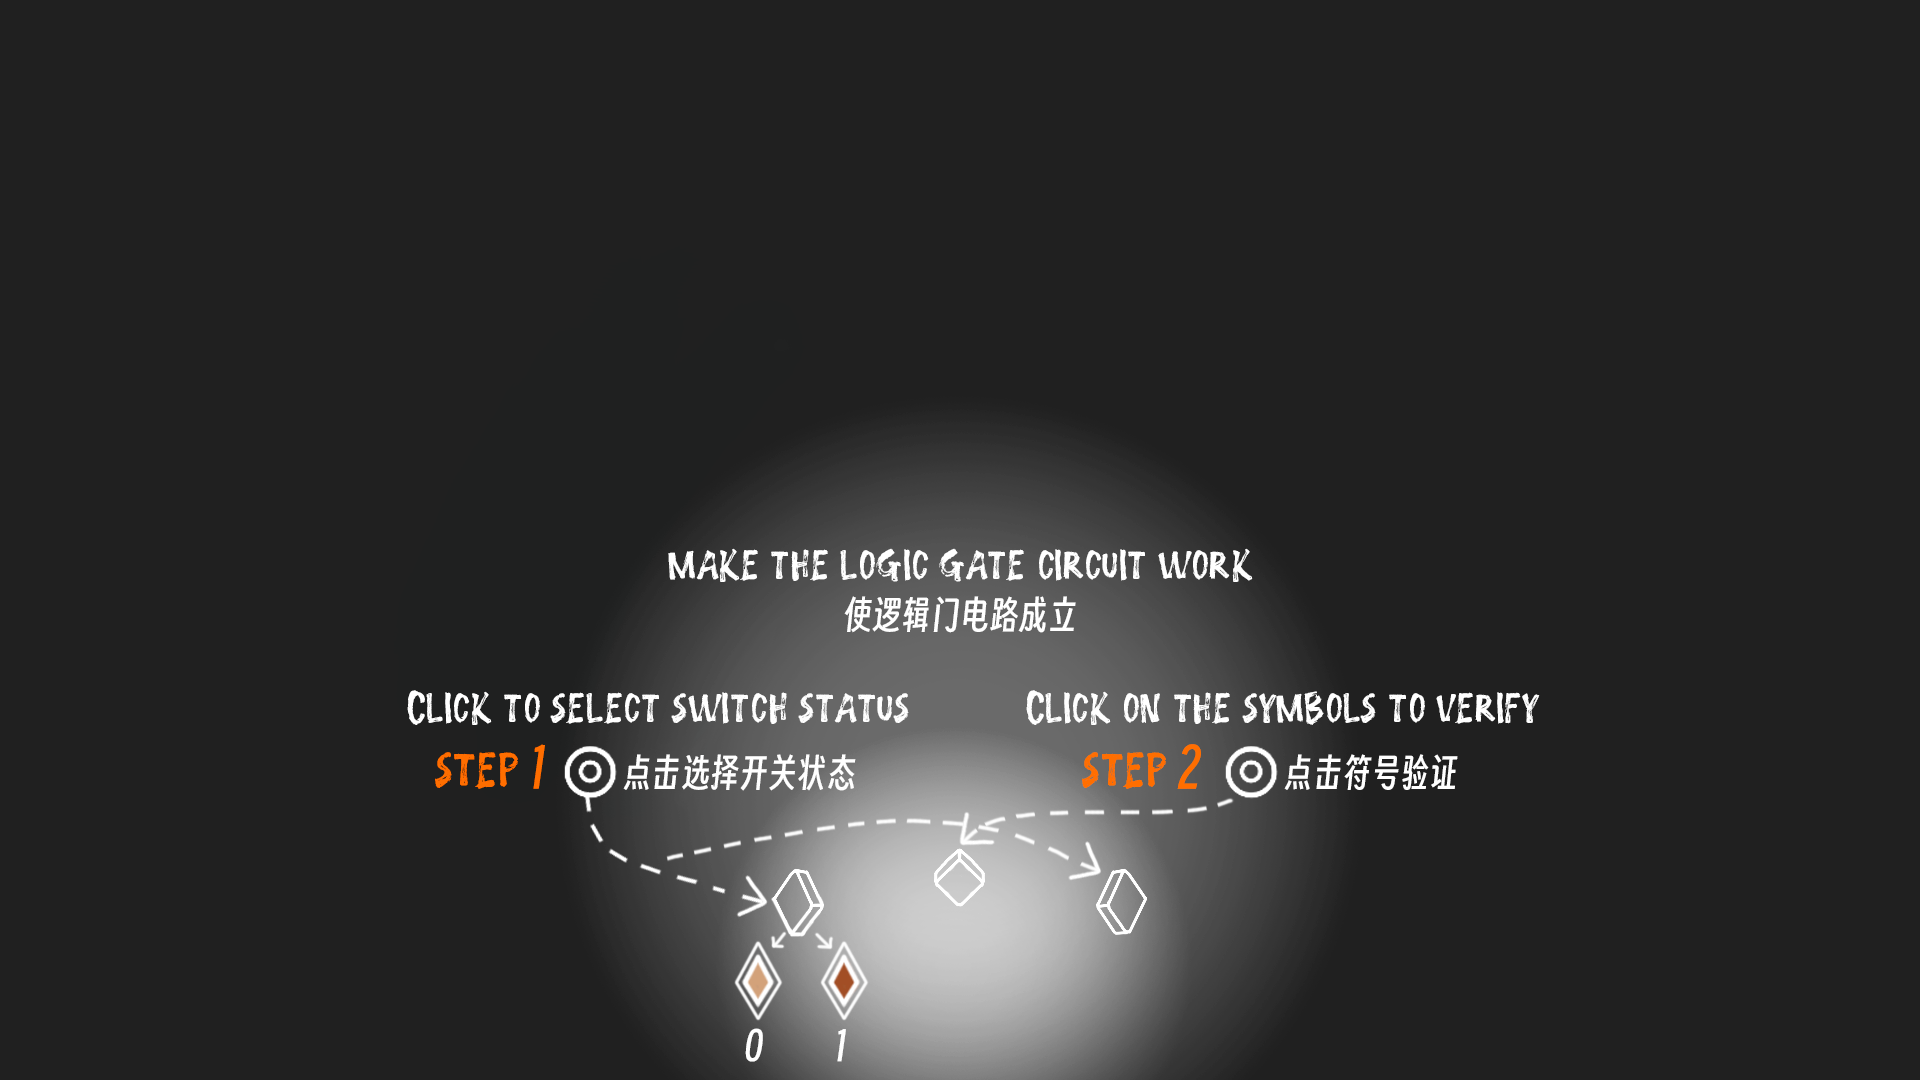 MAKE THE LOGIC GATE CIRCUIT WORK
使逻辑门电路成立
CLICK TO SELECT SWITCH STATUS
STEP 1 点击选择开关状态
CLICK ON THE SYMBOLS TO VERIFY
STEP 2 点击符号验证
0 1